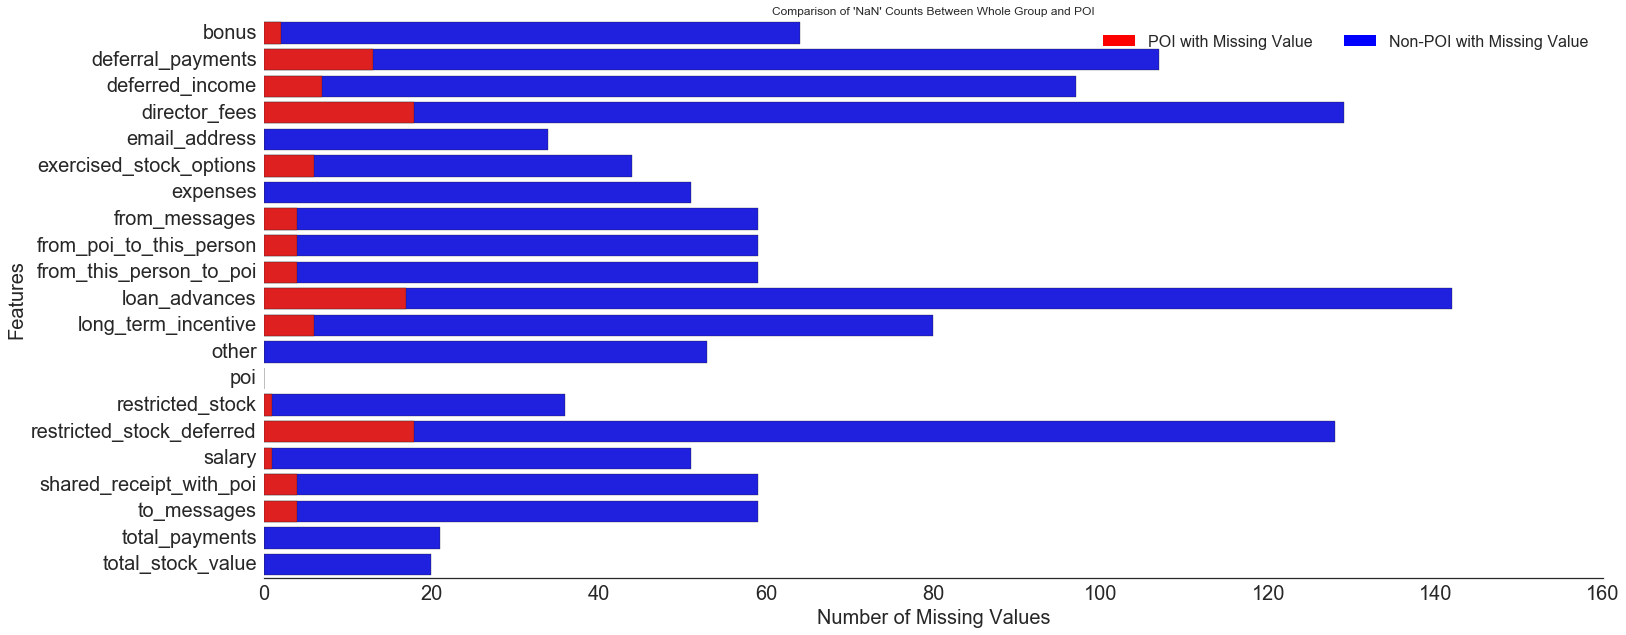 Comparison of 'NaN' Counts Between Whole Group and POI
POI with Missing Value
Non-POI with Missing Value
Features
bonus
deferral_payments
deferred_income
director_fees
email_address
exercised_stock_options
expenses
from_messages
from_poi_to_this_person
from_this_person_to_poi
loan_advances
long_term_incentive
other
poi
restricted_stock
restricted_stock_deferred
salary
shared_receipt_with_poi
to_messages
total_payments
total_stock_value
0 20 40 60 80 100 120 140 160
Number of Missing Values